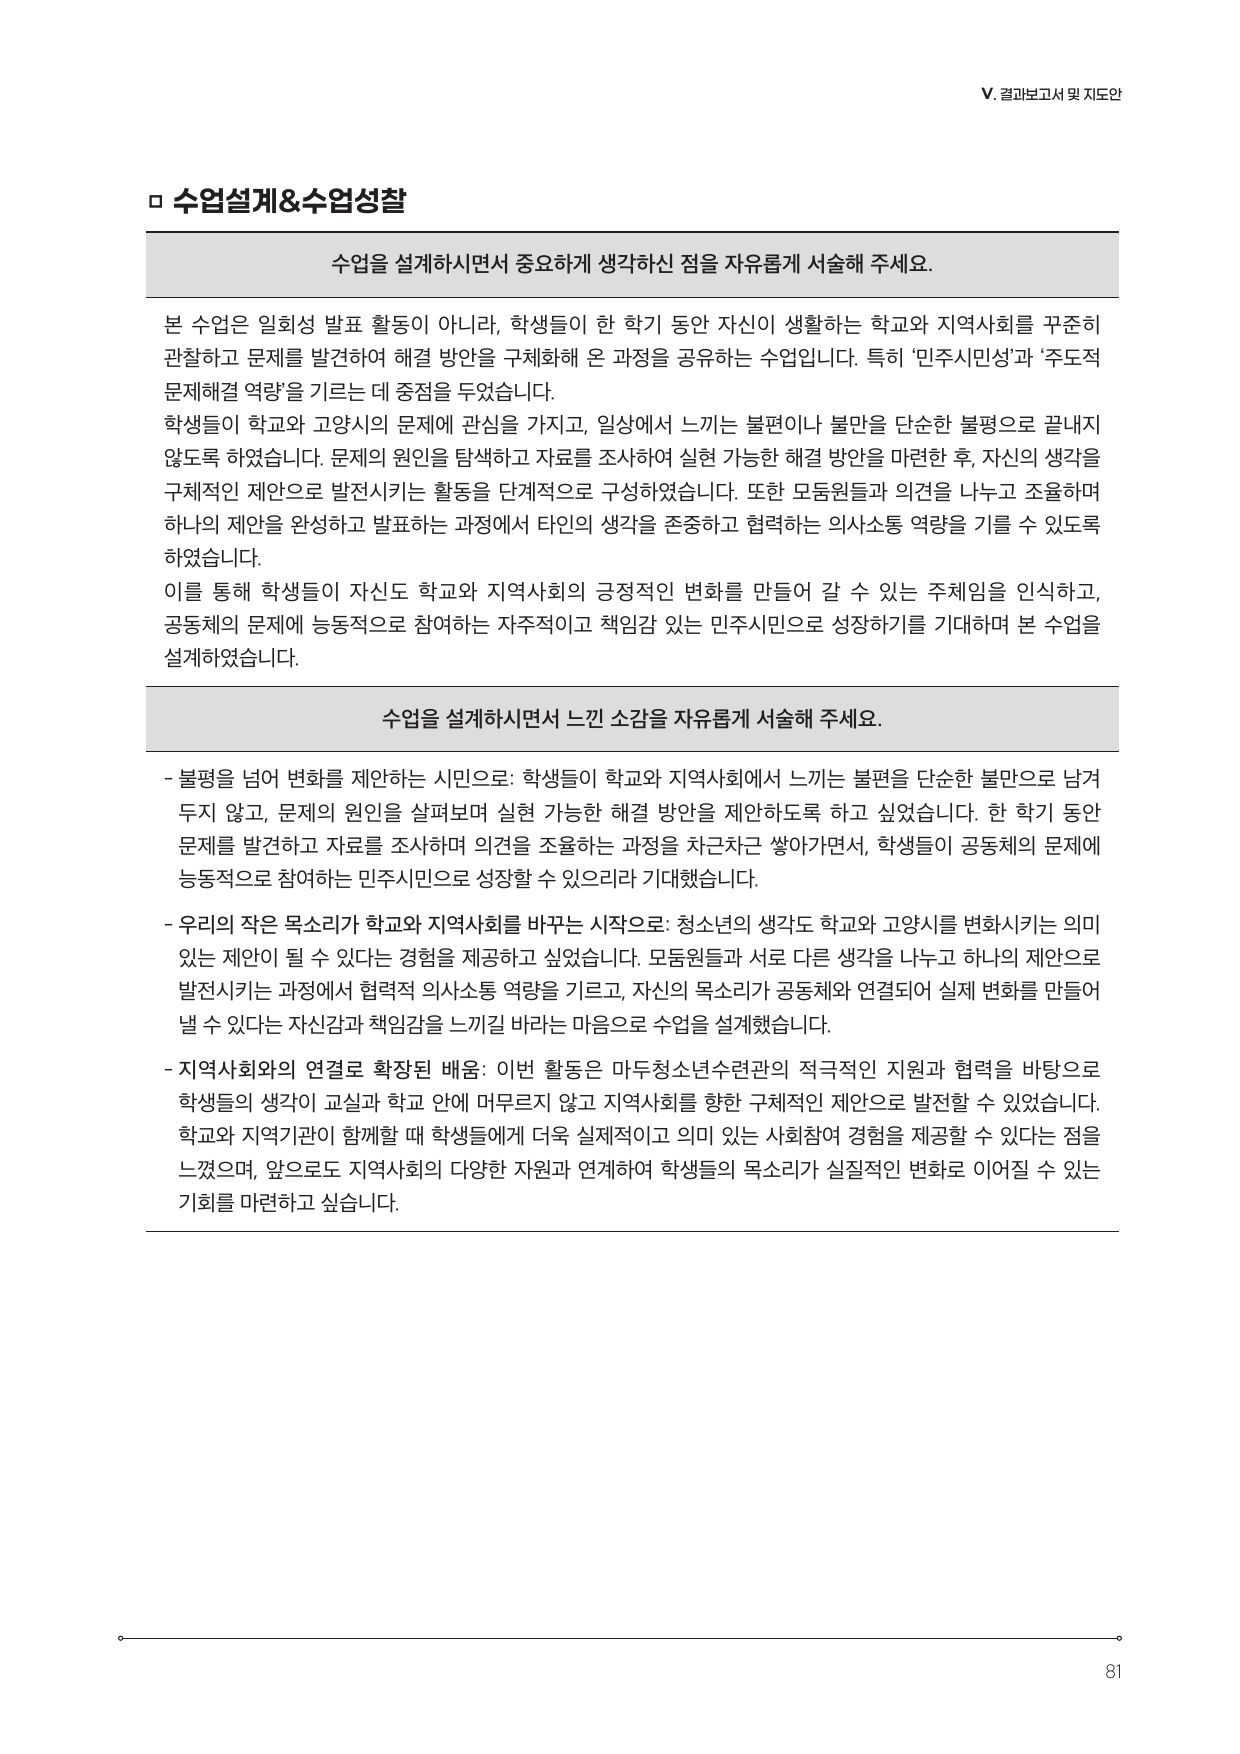 Ⅴ. 결과보고서 및 지도안
수업설계&수업성찰
수업을 설계하시면서 중요하게 생각하신 점을 자유롭게 서술해 주세요.
본 수업은 일회성 발표 활동이 아니라, 학생들이 한 학기 동안 자신이 생활하는 학교와 지역사회를 꾸준히
관찰하고 문제를 발견하여 해결 방안을 구체화해 온 과정을 공유하는 수업입니다. 특히 ‘민주시민성’과 ‘주도적
문제해결 역량’을 기르는 데 중점을 두었습니다.
학생들이 학교와 고양시의 문제에 관심을 가지고, 일상에서 느끼는 불편이나 불만을 단순한 불평으로 끝내지
않도록 하였습니다. 문제의 원인을 탐색하고 자료를 조사하여 실현 가능한 해결 방안을 마련한 후, 자신의 생각을
구체적인 제안으로 발전시키는 활동을 단계적으로 구성하였습니다. 또한 모둠원들과 의견을 나누고 조율하며
하나의 제안을 완성하고 발표하는 과정에서 타인의 생각을 존중하고 협력하는 의사소통 역량을 기를 수 있도록
하였습니다.
이를 통해 학생들이 자신도 학교와 지역사회의 긍정적인 변화를 만들어 갈 수 있는 주체임을 인식하고,
공동체의 문제에 능동적으로 참여하는 자주적이고 책임감 있는 민주시민으로 성장하기를 기대하며 본 수업을
설계하였습니다.
수업을 설계하시면서 느낀 소감을 자유롭게 서술해 주세요.
- 불평을 넘어 변화를 제안하는 시민으로: 학생들이 학교와 지역사회에서 느끼는 불편을 단순한 불만으로 남겨
두지 않고, 문제의 원인을 살펴보며 실현 가능한 해결 방안을 제안하도록 하고 싶었습니다. 한 학기 동안
문제를 발견하고 자료를 조사하며 의견을 조율하는 과정을 차근차근 쌓아가면서, 학생들이 공동체의 문제에
능동적으로 참여하는 민주시민으로 성장할 수 있으리라 기대했습니다.
- 우리의 작은 목소리가 학교와 지역사회를 바꾸는 시작으로: 청소년의 생각도 학교와 고양시를 변화시키는 의미
있는 제안이 될 수 있다는 경험을 제공하고 싶었습니다. 모둠원들과 서로 다른 생각을 나누고 하나의 제안으로
발전시키는 과정에서 협력적 의사소통 역량을 기르고, 자신의 목소리가 공동체와 연결되어 실제 변화를 만들어
낼 수 있다는 자신감과 책임감을 느끼길 바라는 마음으로 수업을 설계했습니다.
- 지역사회와의 연결로 확장된 배움: 이번 활동은 마두청소년수련관의 적극적인 지원과 협력을 바탕으로
학생들의 생각이 교실과 학교 안에 머무르지 않고 지역사회를 향한 구체적인 제안으로 발전할 수 있었습니다.
학교와 지역기관이 함께할 때 학생들에게 더욱 실제적이고 의미 있는 사회참여 경험을 제공할 수 있다는 점을
느꼈으며, 앞으로도 지역사회의 다양한 자원과 연계하여 학생들의 목소리가 실질적인 변화로 이어질 수 있는
기회를 마련하고 싶습니다.
81